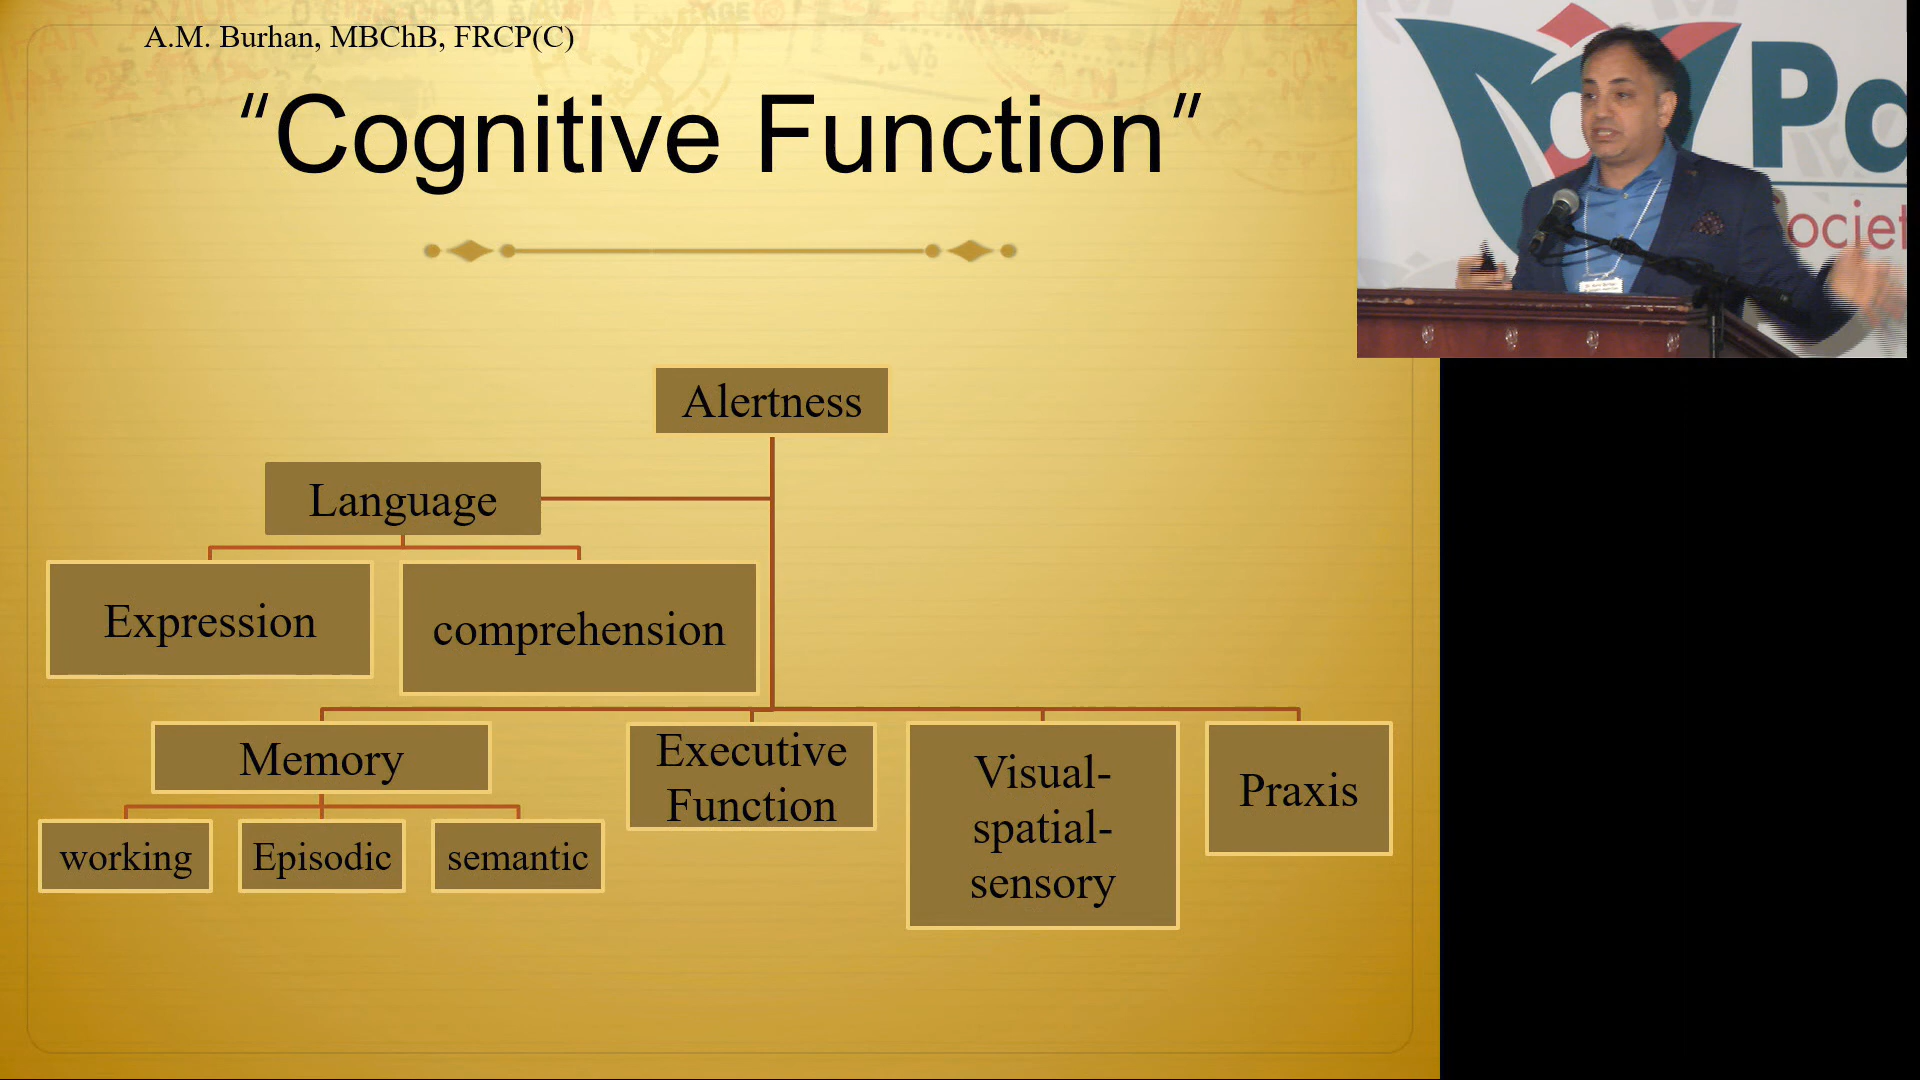 A.M. Burhan, MBChB, FRCP(C)
“Cognitive Function”
Alertness
Language
Expression
comprehension
Memory
Executive
Function
Visual-
spatial-
sensory
Praxis
working
Episodic
semantic
Pa
ociet